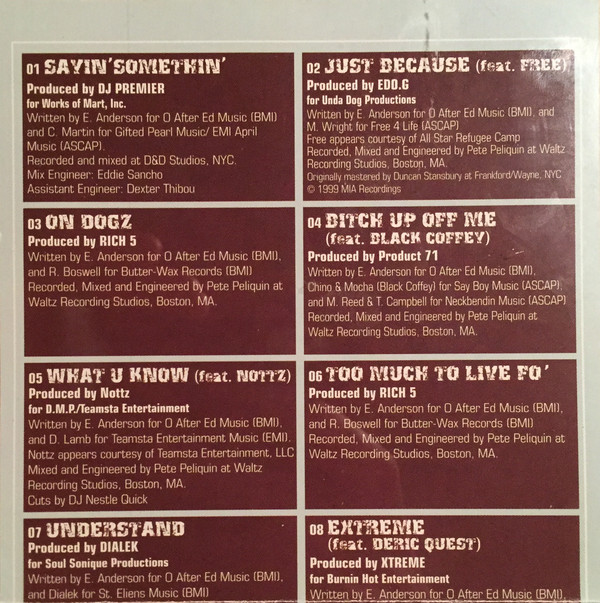 01 SAYIN' SOMETHIN'
Produced by DJ PREMIER
for Works of Mart, Inc.
Written by E. Anderson for O After Ed Music (BMI)
and C. Martin for Gifted Pearl Music/ EMI April
Music (ASCAP).
Recorded and mixed at D&D Studios, NYC.
Mix Engineer: Eddie Sancho
Assistant Engineer: Dexter Thibou
02 JUST BECAUSE (feat. FREE)
Produced by EDO.G
for Unda Dog Productions
Written by E. Anderson for O After Ed Music (BMI), and
M. Wright for Free 4 Life (ASCAP)
Free appears courtesy of All Star Refugee Camp
Recorded, Mixed and Engineered by Pete Peliquin at Waltz
Recording Studios, Boston, MA.
Originally mastered by Duncan Stansbury at Frankford/Wayne, NYC
© 1999 MIA Recordings
03 ON DOGZ
Produced by RICH 5
Written by E. Anderson for O After Ed Music (BMI),
and R. Boswell for Butter-Wax Records (BMI)
Recorded, Mixed and Engineered by Pete Peliquin at
Waltz Recording Studios, Boston, MA.
04 BITCH UP OFF ME
(feat. BLACK COFFEY)
Produced by Product 71
Written by E. Anderson for O After Ed Music (BMI),
Chino & Mocha (Black Coffey) for Say Boy Music (ASCAP).
and M. Reed & T. Campbell for Neckbendin Music (ASCAP)
Recorded, Mixed and Engineered by Pete Peliquin at
Waltz Recording Studios, Boston, MA.
05 WHAT U KNOW (feat. NOTTZ)
Produced by Nottz
for D.M.P./Teamsta Entertainment
Written by E. Anderson for O After Ed Music (BMI),
and D. Lamb for Teamsta Entertainment Music (EMI).
Nottz appears courtesy of Teamsta Entertainment, LLC
Mixed and Engineered by Pete Peliquin at Waltz
Recording Studios, Boston, MA.
Cuts by DJ Nestle Quick
06 TOO MUCH TO LIVE FO'
Produced by RICH 5
Written by E. Anderson for O After Ed Music (BMI),
and R. Boswell for Butter-Wax Records (BMI)
Recorded, Mixed and Engineered by Pete Peliquin at
Waltz Recording Studios, Boston, MA.
07 UNDERSTAND
Produced by DIALEK
for Soul Sonique Productions
Written by E. Anderson for O After Ed Music (BMI),
and Dialek for St. Eliens Music (BMI)
08 EXTREME
(feat. DERIC QUEST)
Produced by XTREME
for Burnin Hot Entertainment
Written by E. Anderson for O After Ed Music (BMI),